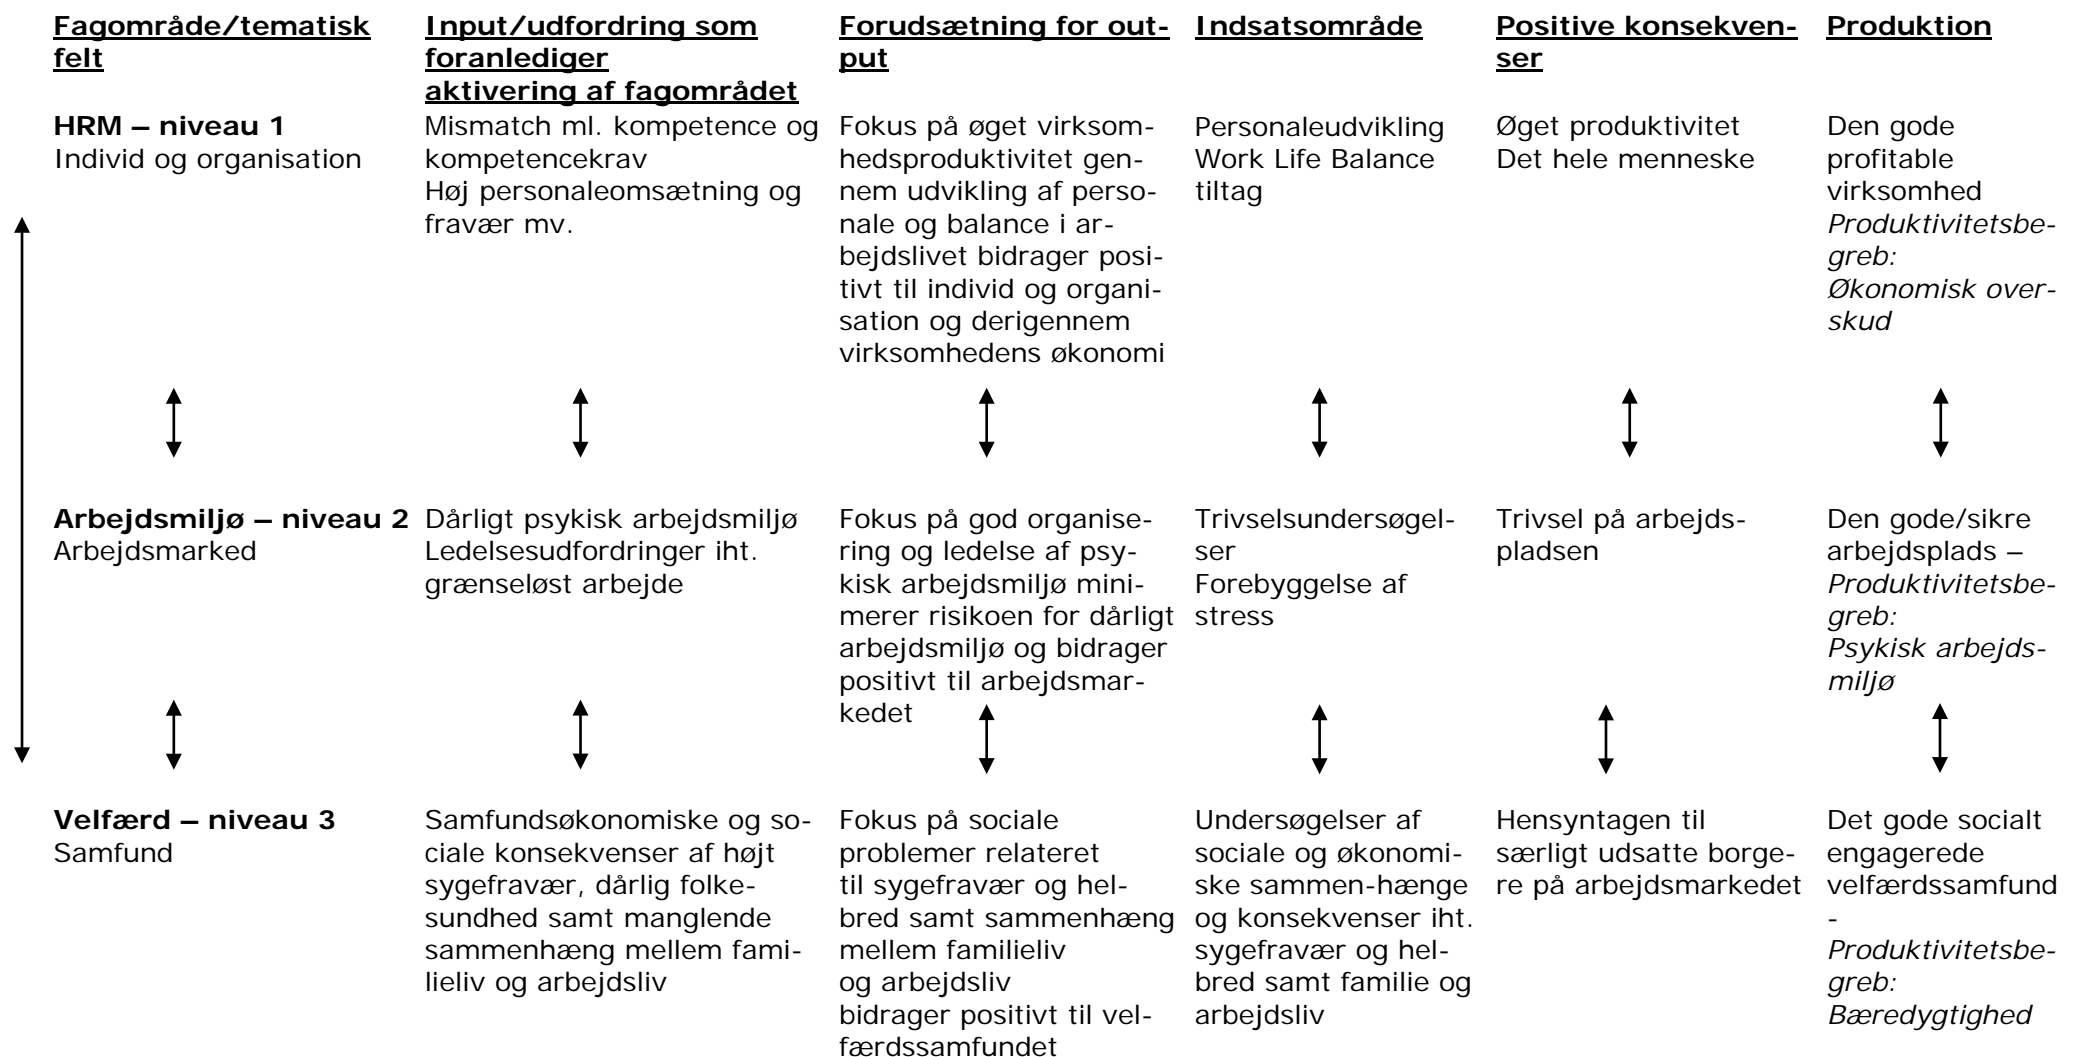 Fagområde/tematisk
felt
Input/udfordring som
foranlediger
aktivering af fagområdet
Forudsætning for out-
put
Indsatsområde
Positive konsekven-
ser
Produktion
HRM – niveau 1
Individ og organisation
Mismatch ml. kompetence og
kompetencekrav
Høj personaleomsætning og
fravær mv.
Fokus på øget virksom-
hedsproduktivitet gen-
nem udvikling af perso-
nale og balance i ar-
bejdslivet bidrager posi-
tivt til individ og organi-
sation og derigennem
virksomhedens økonomi
Personaleudvikling
Work Life Balance
tiltag
Øget produktivitet
Det hele menneske
Den gode
profitable
virksomhed
Produktivitetsbe-
greb:
Økonomisk over-
skud
Arbejdsmiljø – niveau 2
Arbejdsmarked
Dårligt psykisk arbejdsmiljø
Ledelsesudfordringer iht.
grænseløst arbejde
Fokus på god organise-
ring og ledelse af psy-
kisk arbejdsmiljø mini-
merer risikoen for dårligt
arbejdsmiljø og bidrager
positivt til arbejdsmar-
kedet
Trivselsundersøgel-
ser
Forebyggelse af
stress
Trivsel på arbejds-
pladsen
Den gode/sikre
arbejdsplads –
Produktivitetsbe-
greb:
Psykisk arbejds-
miljø
Velfærd – niveau 3
Samfund
Samfundsøkonomiske og so-
ciale konsekvenser af højt
sygefravær, dårlig folke-
sundhed samt manglende
sammenhæng mellem fami-
lieliv og arbejdsliv
Fokus på sociale
problemer relateret
til sygefravær og hel-
bred samt sammenhæng
mellem familieliv
og arbejdsliv
bidrager positivt til vel-
færdssamfundet
Undersøgelser af
sociale og økonomi-
ske sammen-hænge
og konsekvenser iht.
sygefravær og hel-
bred samt familie og
arbejdsliv
Hensyntagen til
særligt udsatte borge-
re på arbejdsmarkedet
Det gode socialt
engagerede
velfærdssamfund
-
Produktivitetsbe-
greb:
Bæredygtighed